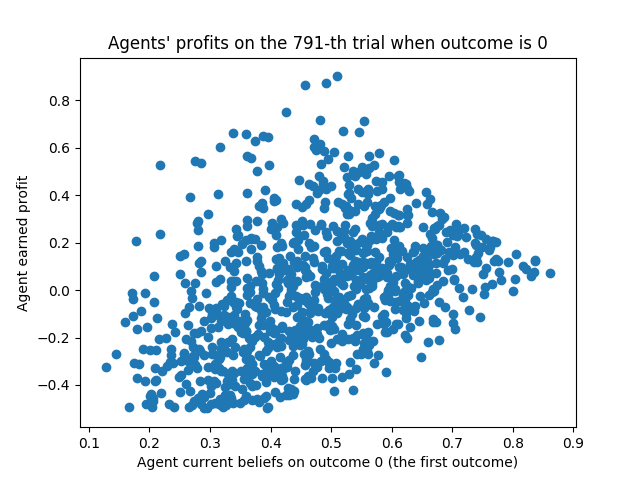 Agents' profits on the 791-th trial when outcome is 0
Agent earned profit
0.8
0.6
0.4
0.2
0.0
−0.2
−0.4
0.1 0.2 0.3 0.4 0.5 0.6 0.7 0.8 0.9
Agent current beliefs on outcome 0 (the first outcome)